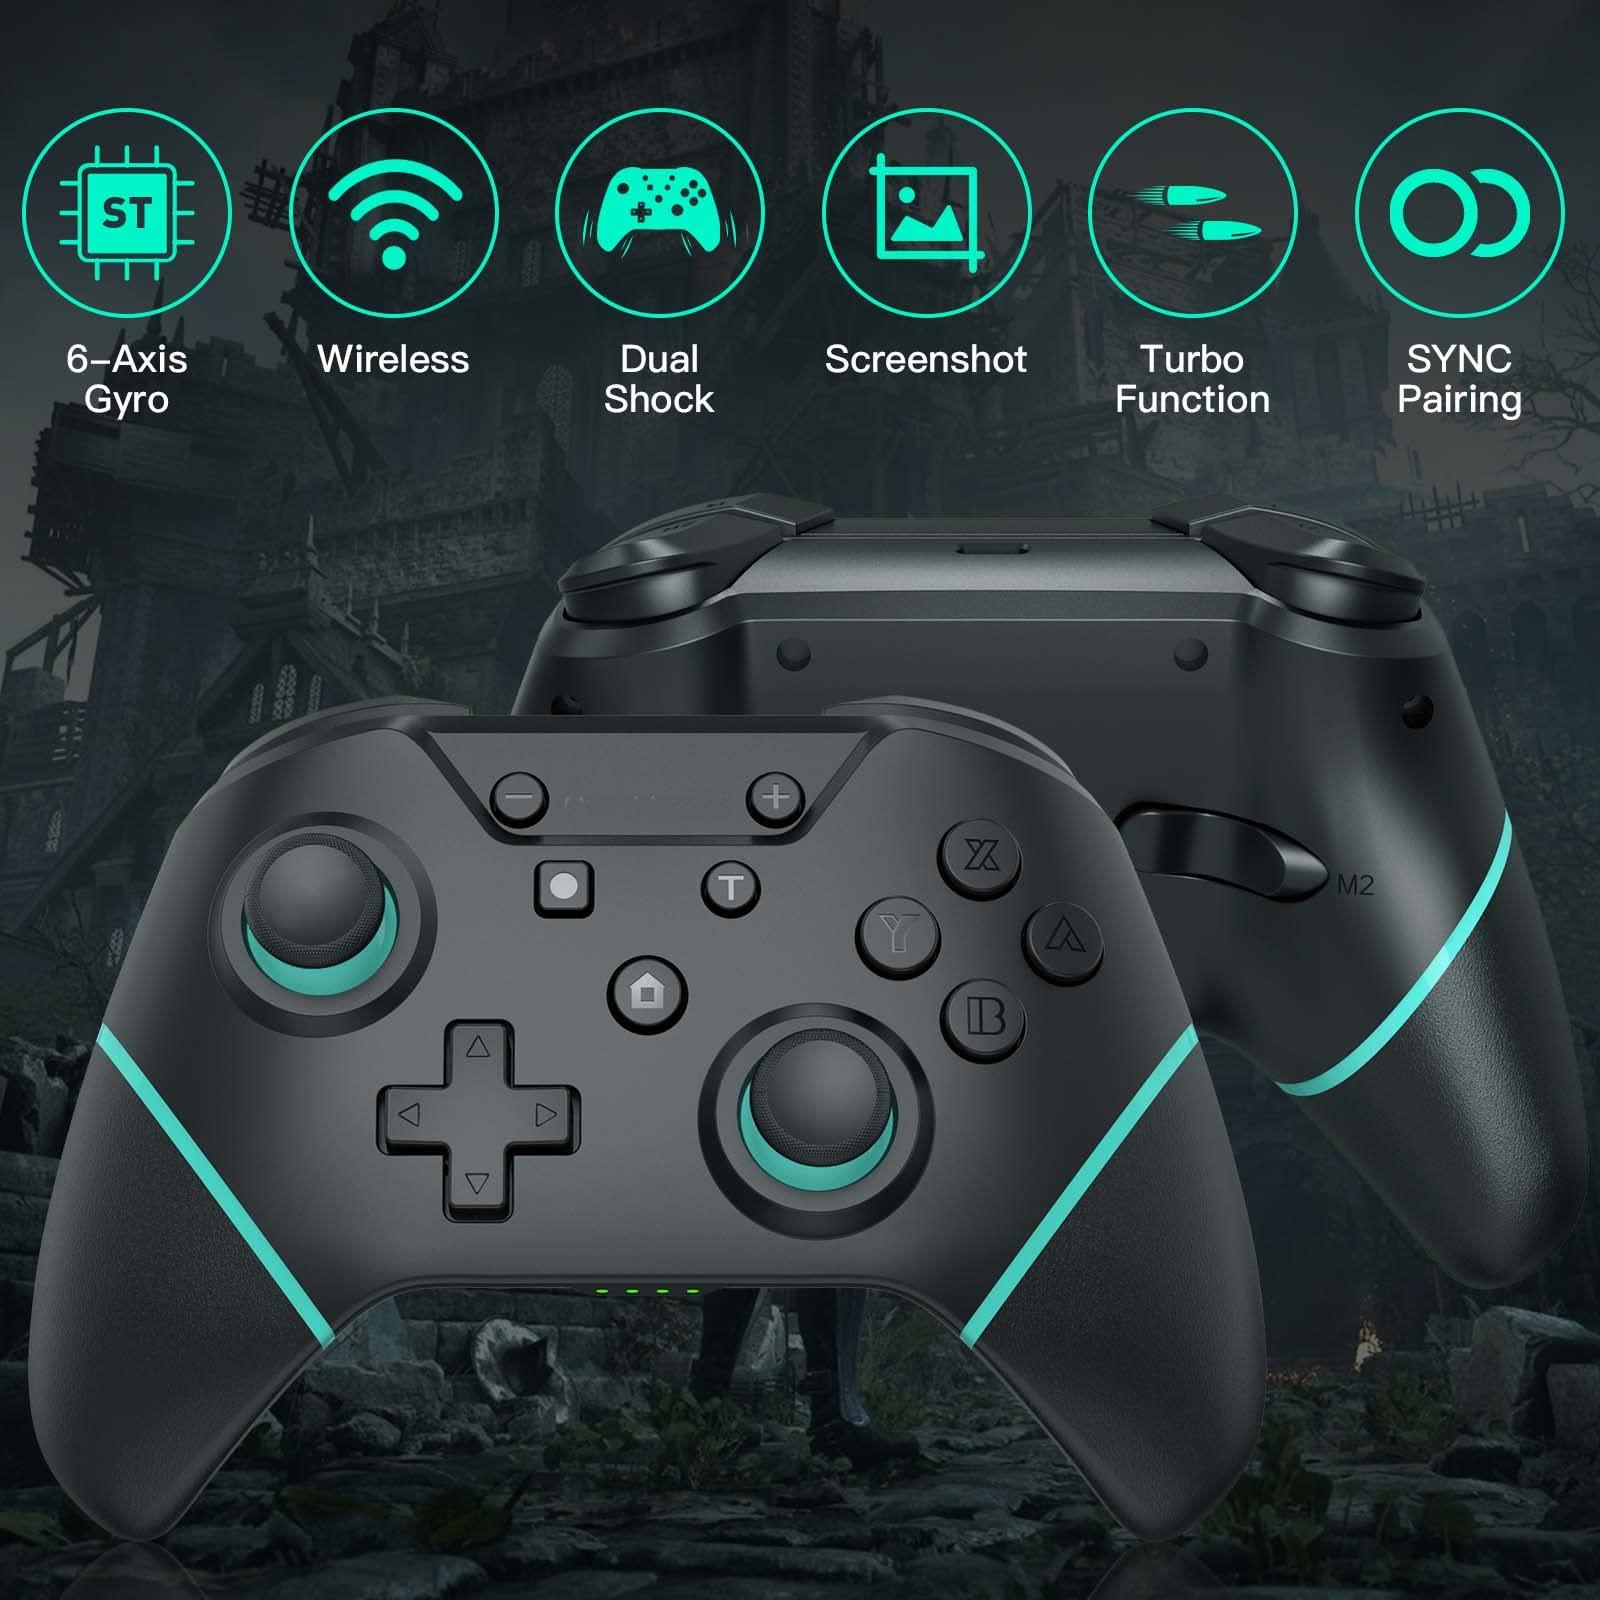 ST
6-Axis
Gyro
Wireless
Dual
Shock
Screenshot
Turbo
Function
SYNC
Pairing
M2
T
X
Y
A
B